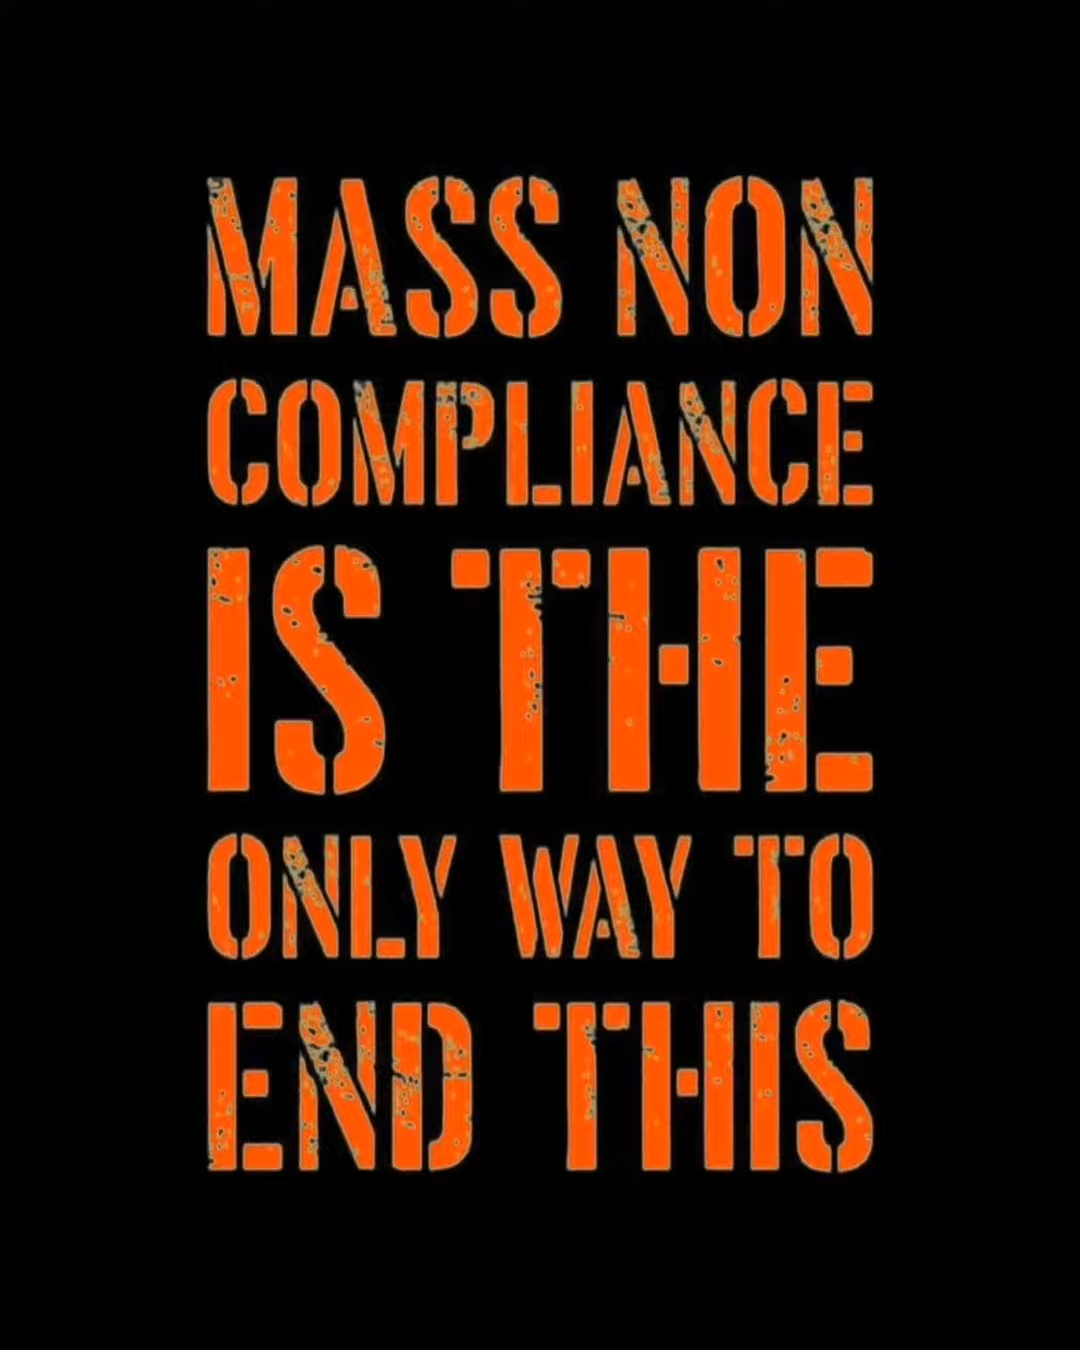 MASS NON
COMPLIANCE
IS THE
ONLY WAY TO
END THIS